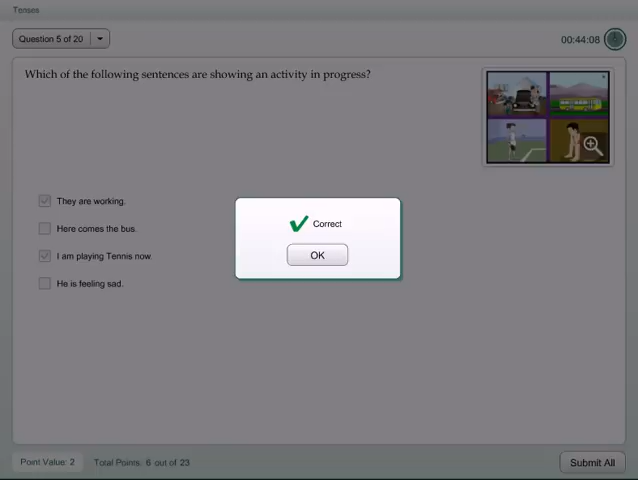 Tenses
Question 5 of 20
00:44:08
Which of the following sentences are showing an activity in progress?
They are working.
Here comes the bus.
I am playing Tennis now.
He is feeling sad.
Correct
OK
Point Value: 2
Total Points: 6 out of 23
Submit All